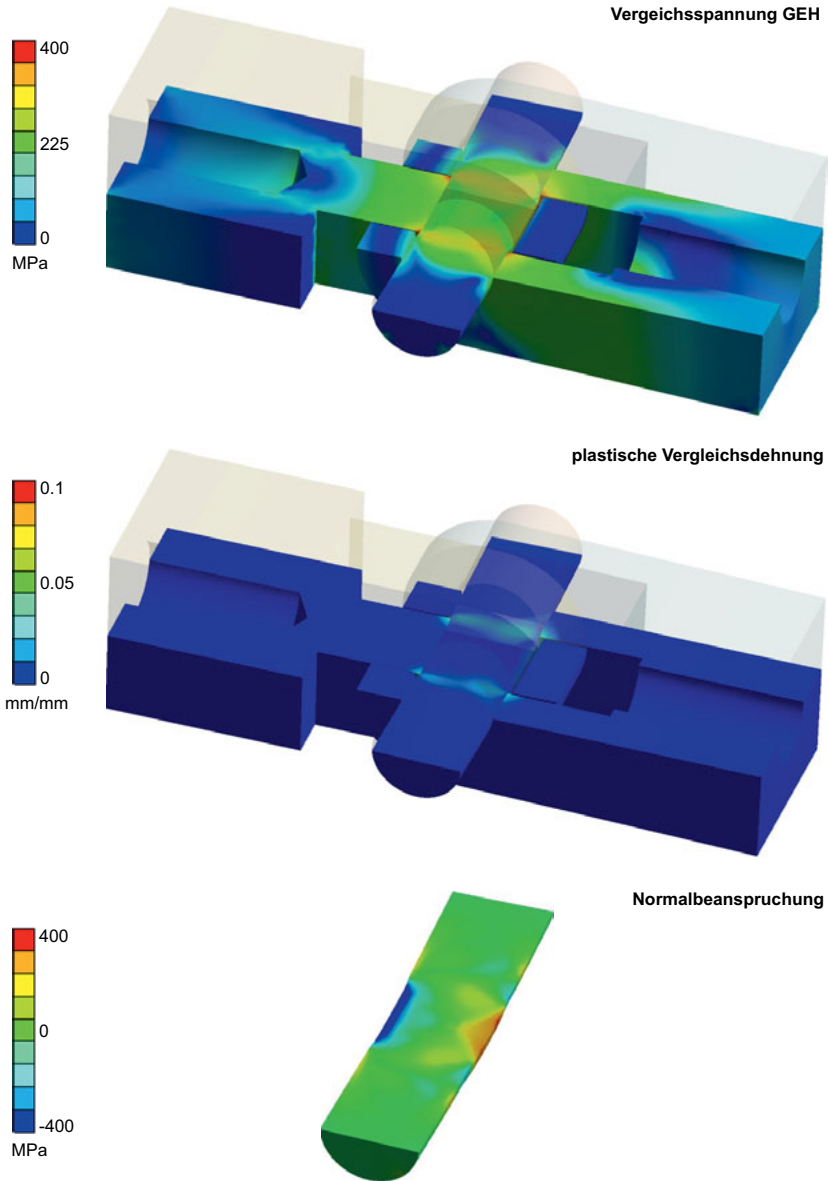 Vergeichsspannung GEH
400
225
0
MPa
plastische Vergleichsdehnung
0.1
0.05
0
mm/mm
Normalbeanspruchung
400
0
-400
MPa